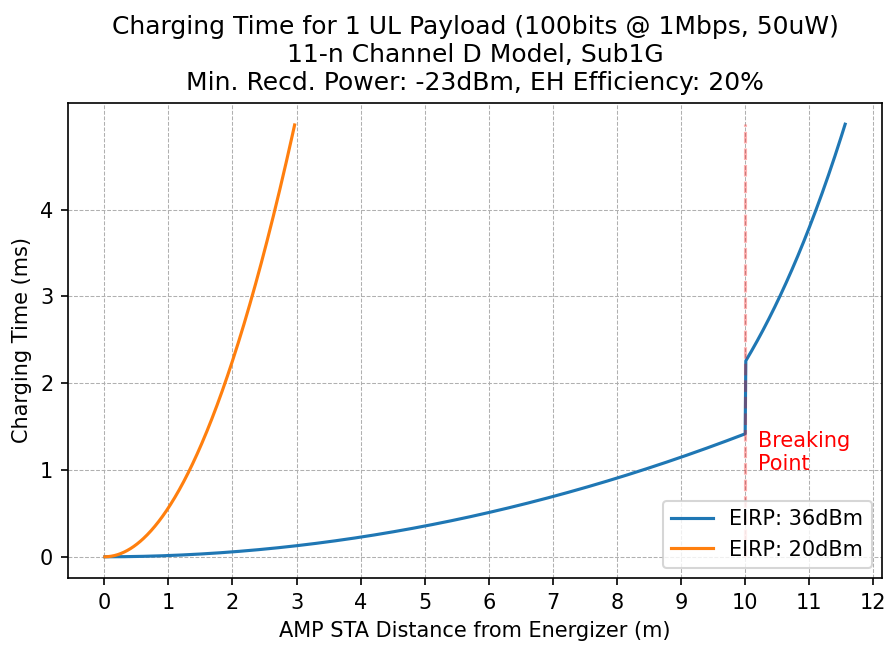 Charging Time for 1 UL Payload (100bits @ 1Mbps, 50uW)
11-n Channel D Model, Sub1G
Min. Recd. Power: -23dBm, EH Efficiency: 20%
Charging Time (ms)
4
3
2
1
0
Breaking
Point
EIRP: 36dBm
EIRP: 20dBm
0 1 2 3 4 5 6 7 8 9 10 11 12
AMP STA Distance from Energizer (m)